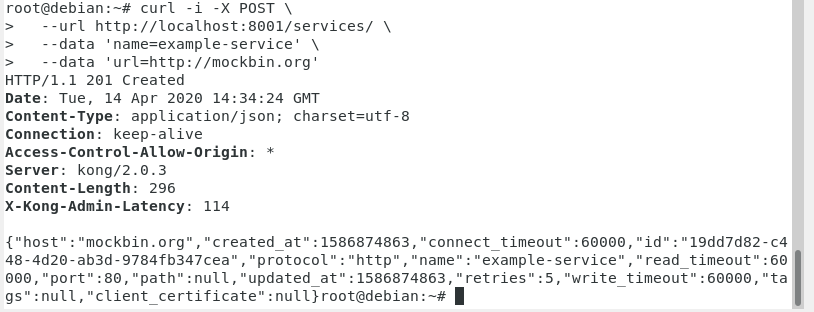 root@debian:~# curl -i -X POST \
>   --url http://localhost:8001/services/ \
>   --data 'name=example-service' \
>   --data 'url=http://mockbin.org'
HTTP/1.1 201 Created
Date: Tue, 14 Apr 2020 14:34:24 GMT
Content-Type: application/json; charset=utf-8
Connection: keep-alive
Access-Control-Allow-Origin: *
Server: kong/2.0.3
Content-Length: 296
X-Kong-Admin-Latency: 114
{"host":"mockbin.org","created_at":1586874863,"connect_timeout":60000,"id":"19dd7d82-c4
48-4d20-ab3d-9784fb347cea","protocol":"http","name":"example-service","read_timeout":60
000,"port":80,"path":null,"updated_at":1586874863,"retries":5,"write_timeout":60000,"ta
gs":null,"client_certificate":null}root@debian:~#